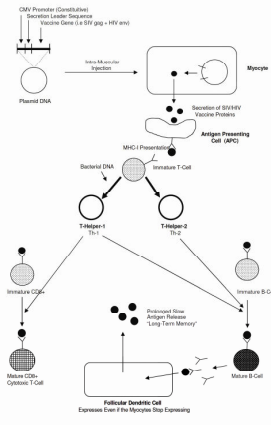 CMV Promoter (Constitutive)
Secretion Leader Sequence
Vaccine Gene (i.e SIV gag + HIV env)
Intra-Muscular
Injection
Myocyte
Plasmid DNA
Secretion of SIV/HIV
Vaccine Proteins
Antigen Presenting
Cell (APC)
MHC-I Presentation
Bacterial DNA
Immature T-Cell
T-Helper-1
Th-1
T-Helper-2
Th-2
Immature CD8+
Immature B-C
Prolonged Slow
Antigen Release
"Long-Term Memory"
Mature CD8+
Cytotoxic T-Cell
Mature B-Cell
Follicular Dendritic Cell
Expresses Even if the Myocytes Stop Expressing